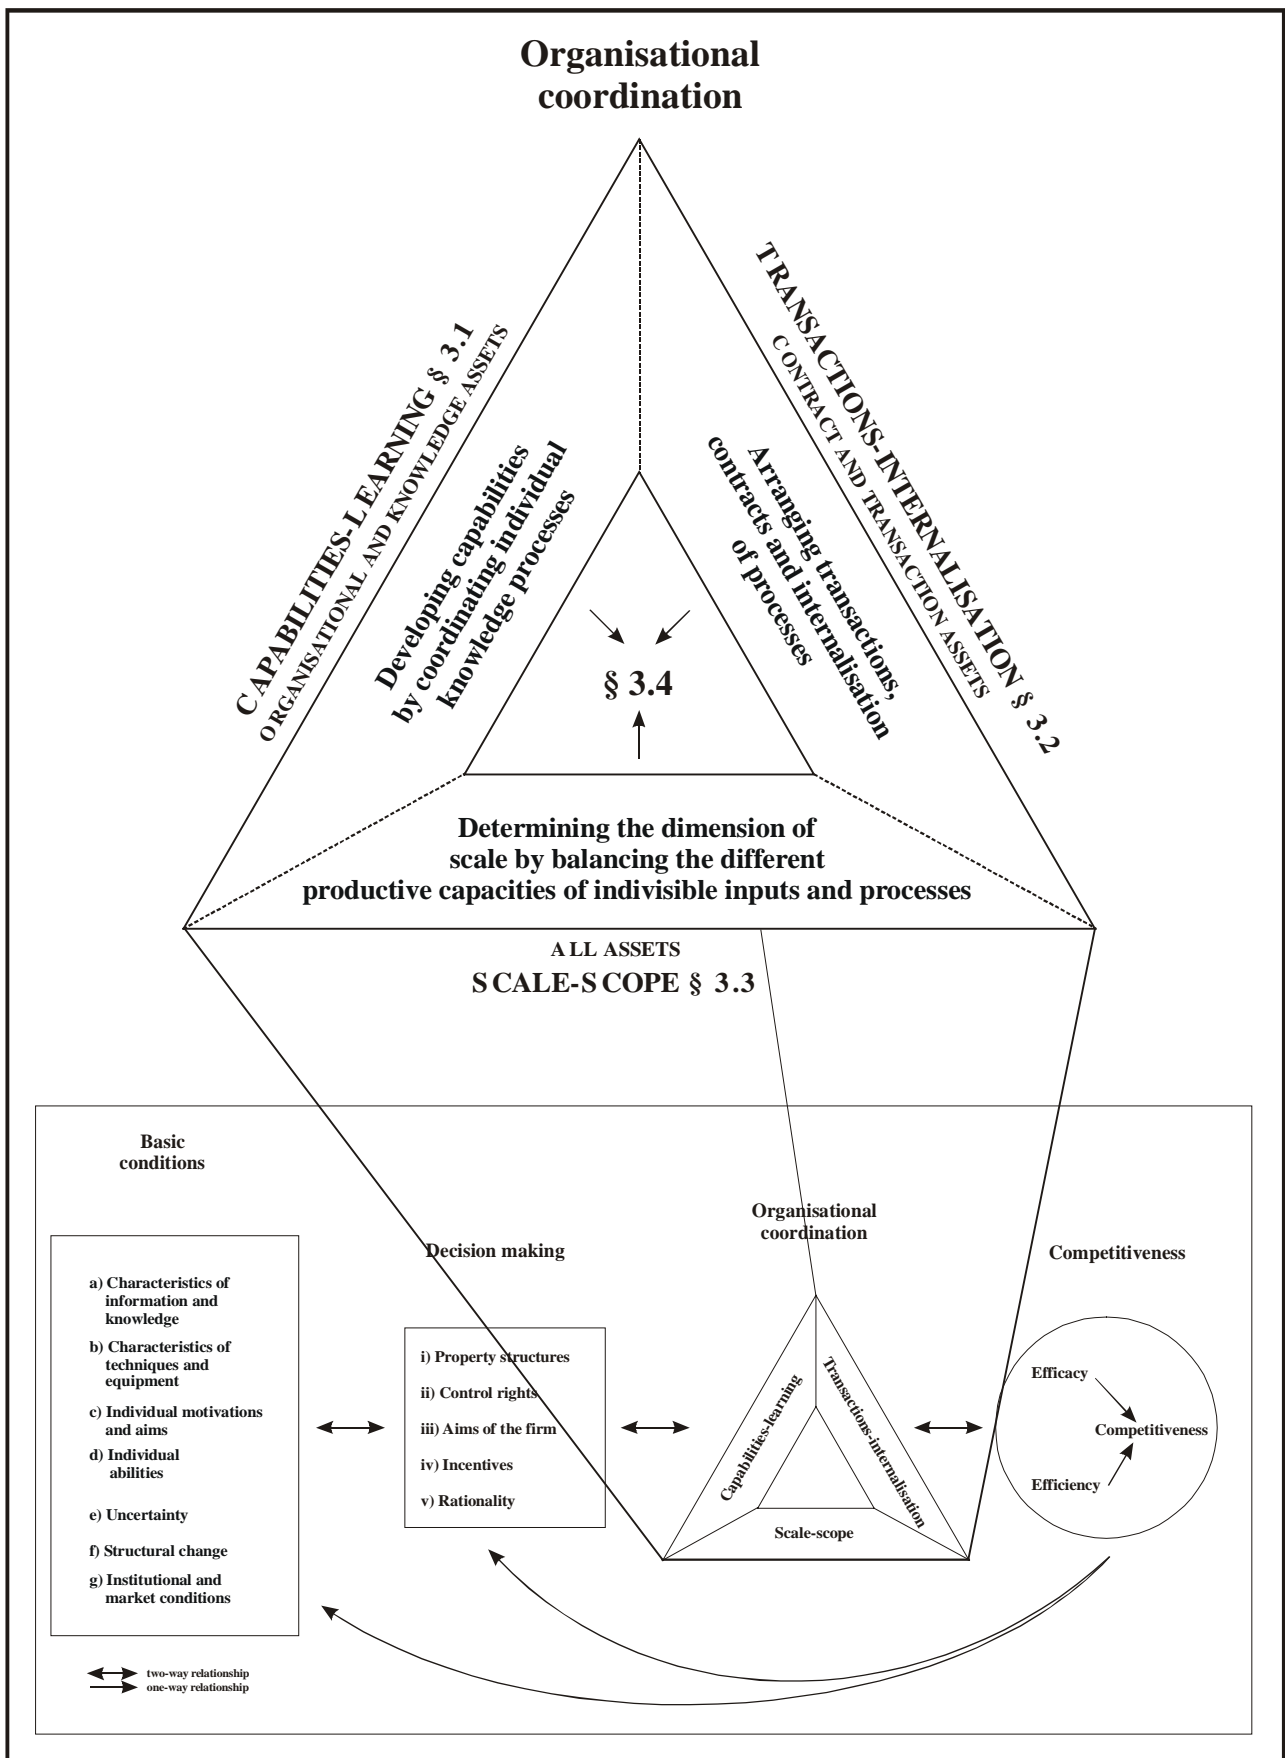 Organisational
coordination
CAPABILITIES-LEARNING § 3.1
ORGANISATIONAL AND KNOWLEDGE ASSETS
Developing capabilities
by coordinating individual
knowledge processes
TRANSACTIONS-INTERNALISATION § 3.2
CONTRACT AND TRANSACTION ASSETS
Arranging transactions,
contracts and internalisation
of processes
§ 3.4
Determining the dimension of
scale by balancing the different
productive capacities of indivisible inputs and processes
ALL ASSETS
SCALE-SCOPE § 3.3
Basic
conditions
a) Characteristics of
information and
knowledge
b) Characteristics of
techniques and
equipment
c) Individual motivations
and aims
d) Individual
abilities
e) Uncertainty
f) Structural change
g) Institutional and
market conditions
Decision making
i) Property structures
ii) Control rights
iii) Aims of the firm
iv) Incentives
v) Rationality
Organisational
coordination
Capabilities-learning
Transactions-internalisation
Scale-scope
Competitiveness
Efficacy
Competitiveness
Efficiency
two-way relationship
one-way relationship